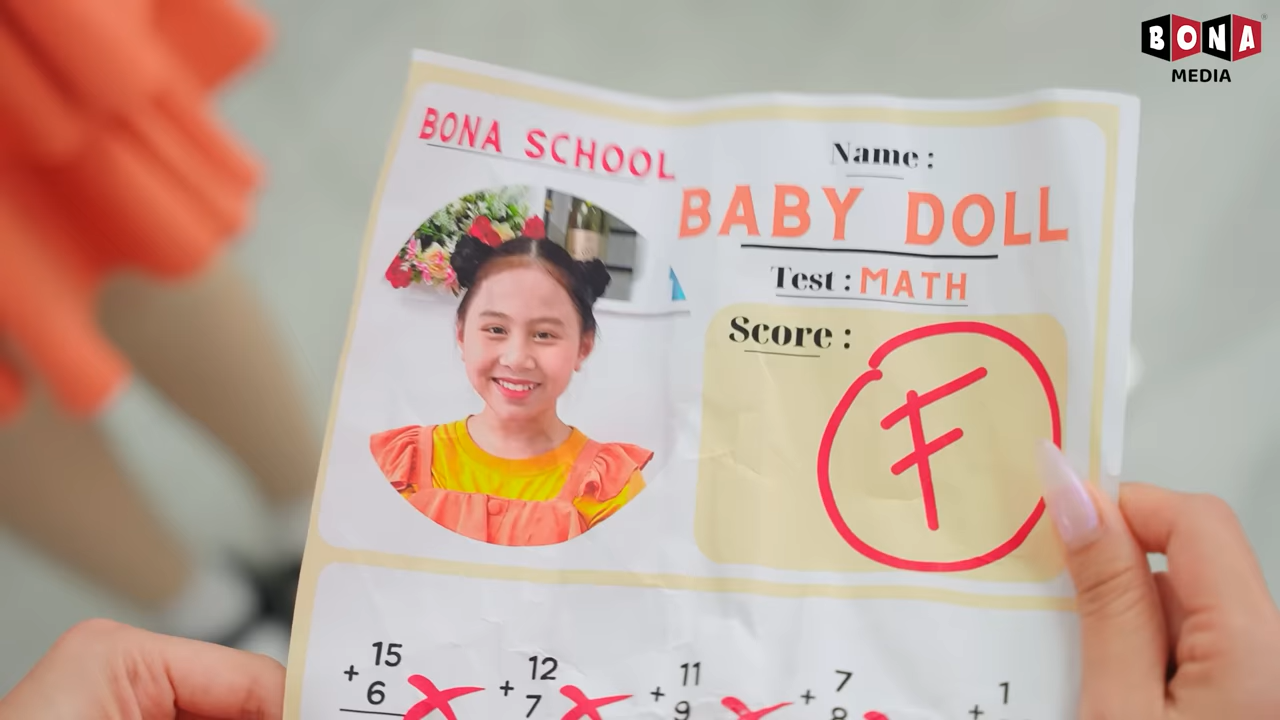 BONA
MEDIA
BONA SCHOOL
Name :
BABY DOLL
Test : MATH
Score :
F
15
+ 6
12
+ 7
11
+ 9
7
+ 8
1
+